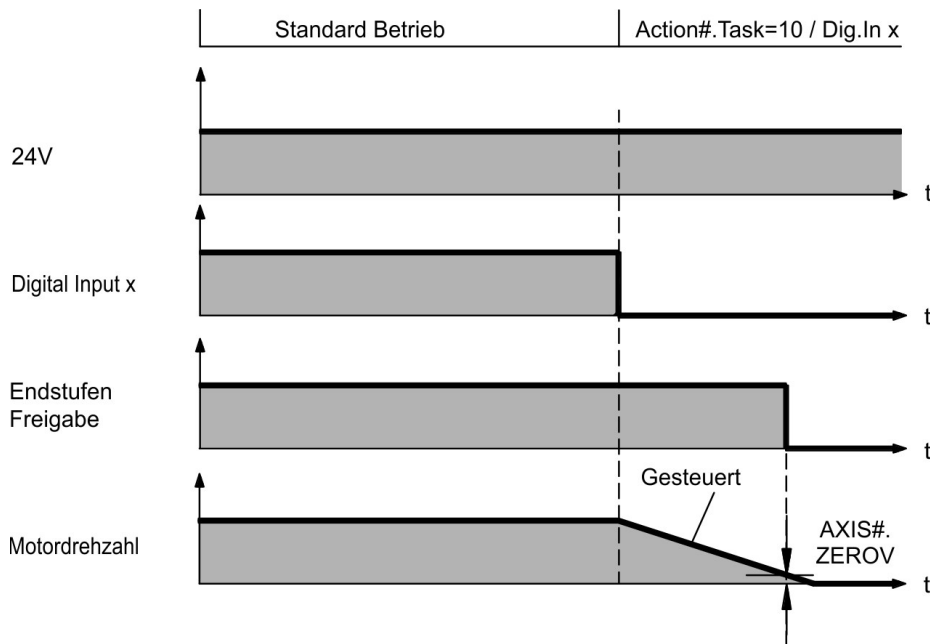 Standard Betrieb
Action#.Task=10 / Dig.In x
24V
t
Digital Input x
t
Endstufen
Freigabe
t
Gesteuert
Motordrehzahl
AXIS#.
ZEROV
t